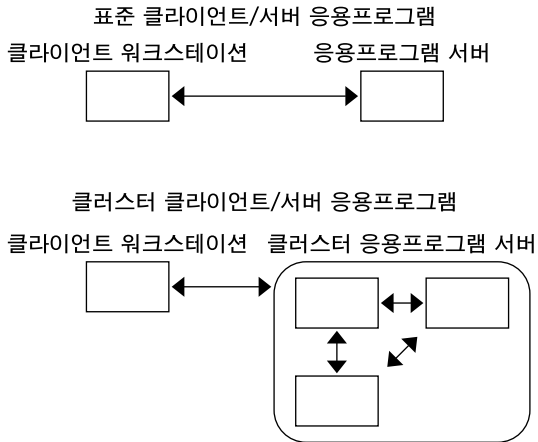 표준 클라이언트/서버 응용프로그램
클라이언트 워크스테이션 응용프로그램 서버
클러스터 클라이언트/서버 응용프로그램
클라이언트 워크스테이션 클러스터 응용프로그램 서버